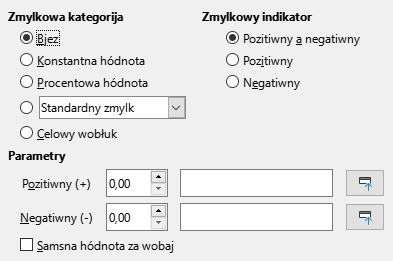 Zmylkowa kategorija
Zmylkowy indikator
Bjez
Pozitiwny a negatiwny
Konstantna hódnota
Pozitiwny
Procentowa hódnota
Negatiwny
Standardny zmylk
Celowy wobłuk
Parametry
Pozitiwny (+)
0,00
Negatiwny (-)
0,00
Samsna hódnota za wobaj